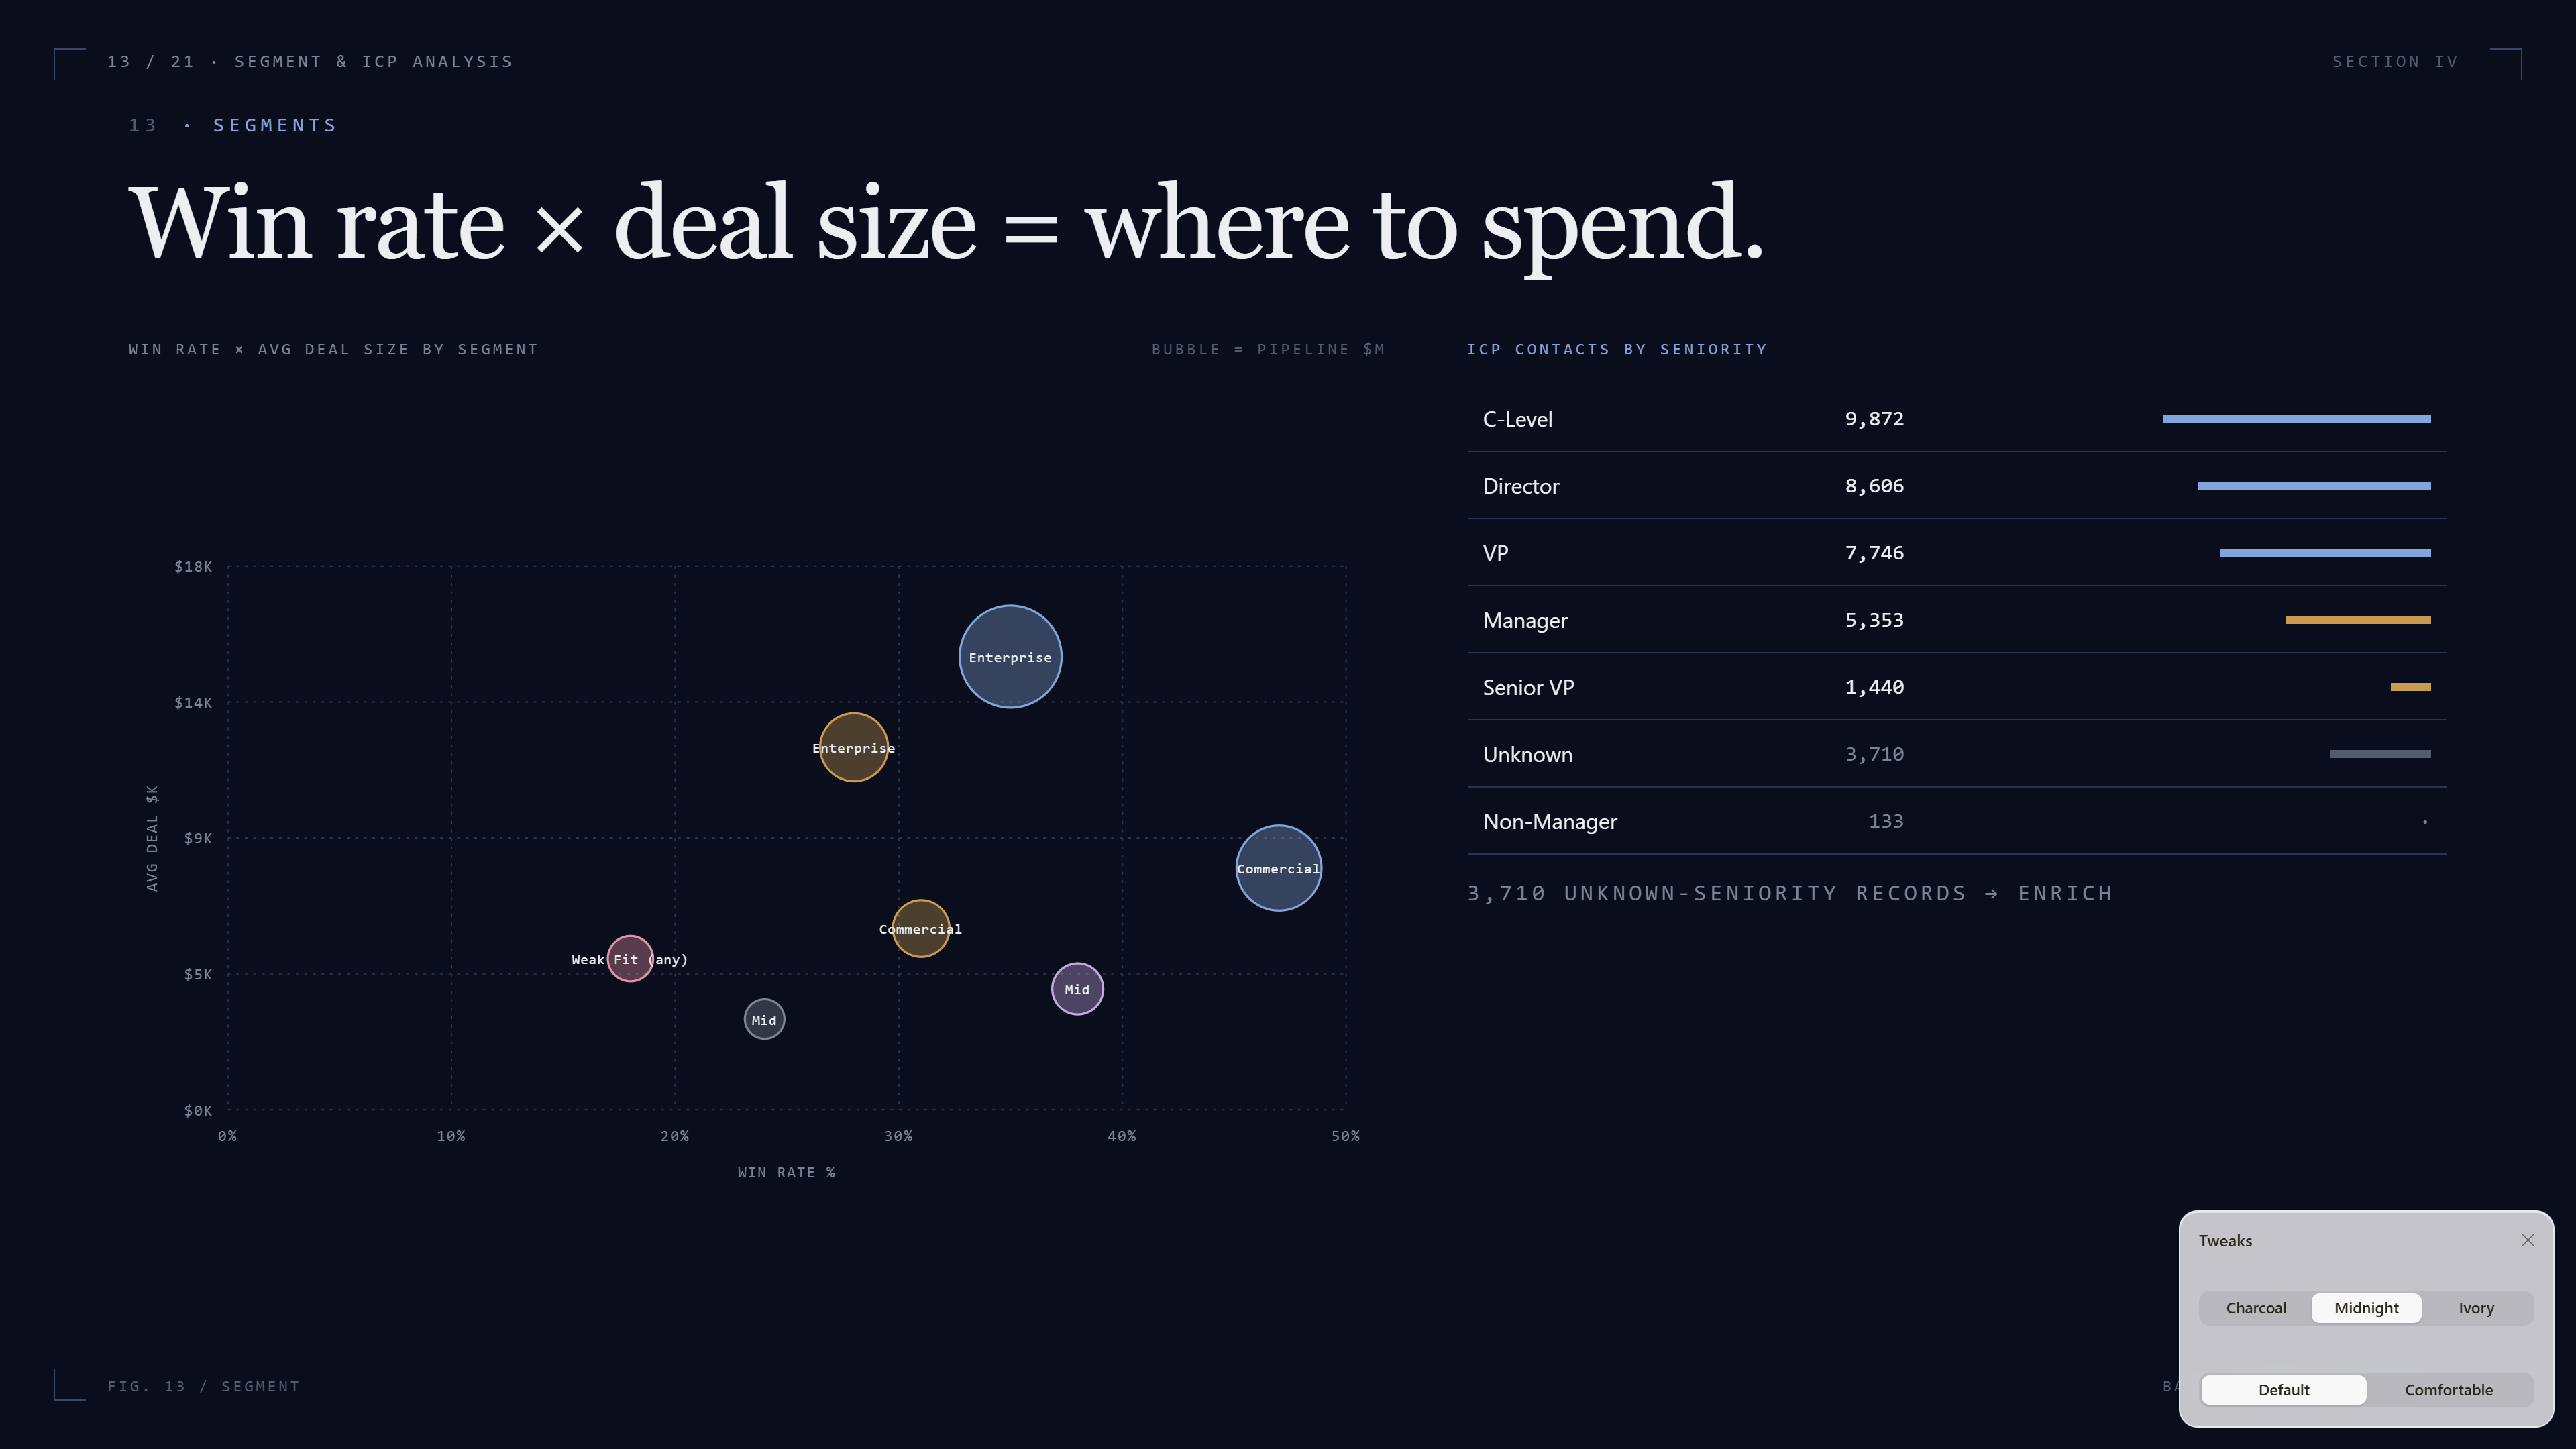 13 / 21 · SEGMENT & ICP ANALYSIS
SECTION IV
13 · SEGMENTS
Win rate × deal size = where to spend.
WIN RATE × AVG DEAL SIZE BY SEGMENT
BUBBLE = PIPELINE $M
$18K
$14K
$9K
$5K
$0K
AVG DEAL $K
Enterprise
Enterprise
Commercial
Commercial
Weak Fit (any)
Mid
Mid
0%
10%
20%
30%
40%
50%
WIN RATE %
ICP CONTACTS BY SENIORITY
C-Level 9,872
Director 8,606
VP 7,746
Manager 5,353
Senior VP 1,440
Unknown 3,710
Non-Manager 133
3,710 UNKNOWN-SENIORITY RECORDS → ENRICH
FIG. 13 / SEGMENT
Tweaks
Charcoal Midnight Ivory
Default Comfortable